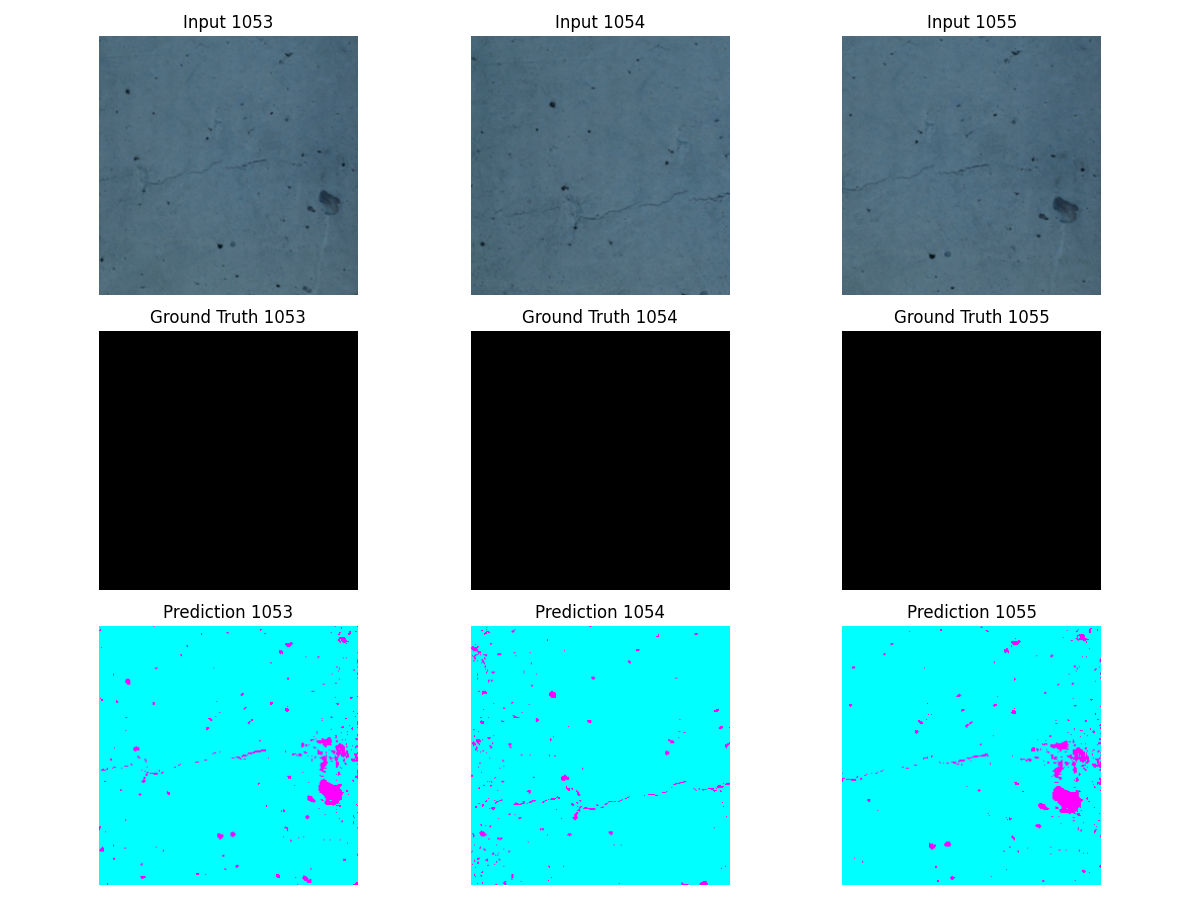 Input 1053
Input 1054
Input 1055
Ground Truth 1053
Ground Truth 1054
Ground Truth 1055
Prediction 1053
Prediction 1054
Prediction 1055